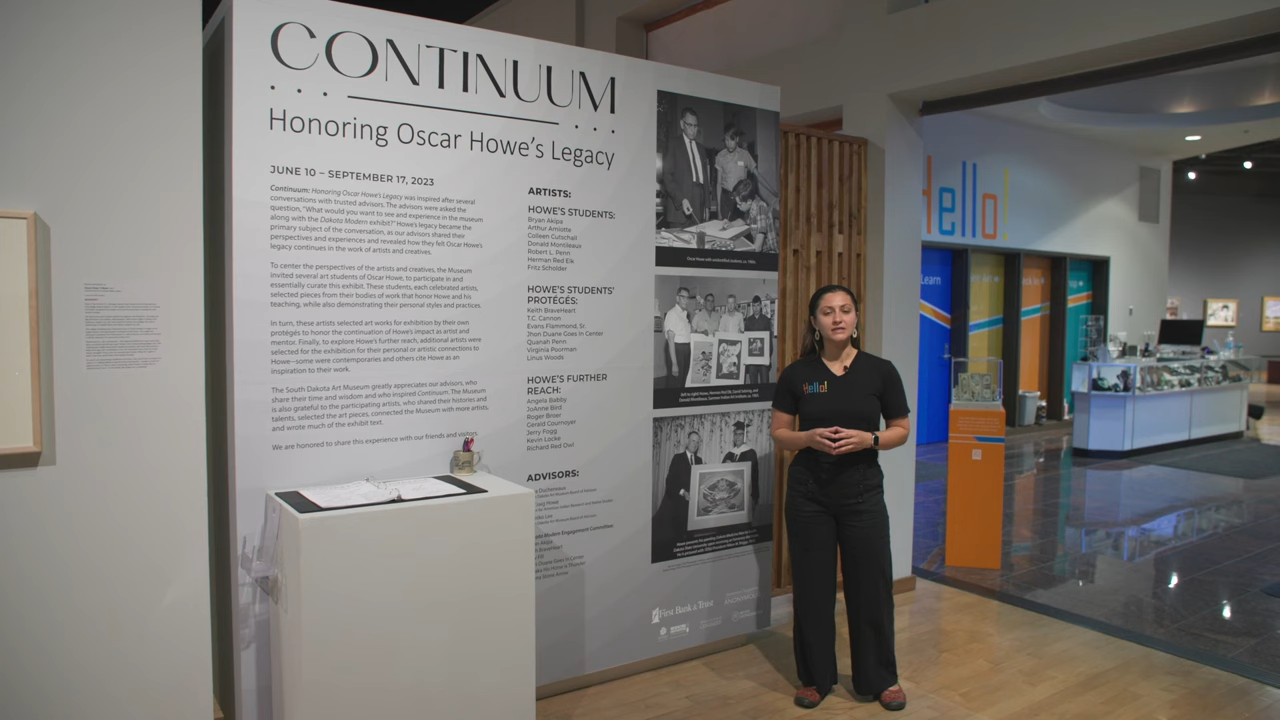 CONTINUUM
Honoring Oscar Howe's Legacy
JUNE 10 – SEPTEMBER 17, 2023
Continuum: Honoring Oscar Howe's Legacy was inspired after several
conversations with trusted advisors. The advisors were asked the
question, "What would you want to see and experience in the museum
along with the Dakota Modern exhibit?" Howe's legacy became the
primary subject of the conversation, as our advisors shared their
perspectives and experiences and revealed how they felt Oscar Howe's
legacy continues in the work of artists and creatives.
To center the perspectives of the artists and creatives, the Museum
invited several art students of Oscar Howe, to participate in and
essentially curate this exhibit. These students, each celebrated artists,
selected pieces from their bodies of work that honor Howe and his
teaching, while also demonstrating their personal styles and practices.
In turn, these artists selected art works for exhibition by their own
protégés to honor the continuation of Howe's impact as artist and
mentor. Finally, to explore Howe's further reach, additional artists were
selected for the exhibition for their personal or artistic connections to
Howe—some were contemporaries and others cite Howe as an
inspiration to their work.
The South Dakota Art Museum greatly appreciates our advisors, who
share their time and wisdom and who inspired Continuum. The Museum
is also grateful to the participating artists, who shared their histories and
talents, selected the art pieces, connected the Museum with more artists,
and wrote much of the exhibit text.
We are honored to share this experience with our friends and visitors.
ARTISTS:
HOWE'S STUDENTS:
Bryan Akipa
Arthur Amiotte
Colleen Cutschall
Donald Montileaux
Robert L. Penn
Herman Red Elk
Fritz Scholder
HOWE'S STUDENTS'
PROTÉGÉS:
Keith BraveHeart
T.C. Cannon
Evans Flammond, Sr.
Jhon Duane Goes In Center
Quanah Penn
Virginia Poorman
Linus Woods
HOWE'S FURTHER
REACH:
Angela Babby
JoAnne Bird
Roger Broer
Gerald Cournoyer
Jerry Fogg
Kevin Locke
Richard Red Owl
ADVISORS:
First Bank & Trust
Hello!
Hello!
Learn